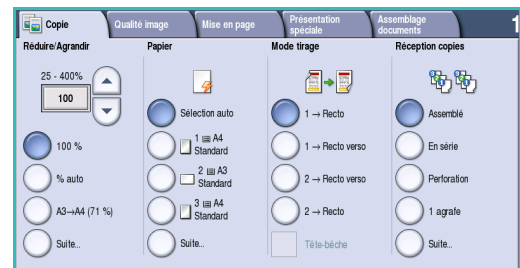 Copie
Qualité image
Mise en page
Présentation
spéciale
Assemblage
documents
1
Réduire/Agrandir
Papier
Mode tirage
Réception copies
25 - 400%
100
100 %
% auto
A3→A4 (71 %)
Suite...
Sélection auto
1 A4
Standard
2 A3
Standard
3 A4
Standard
Suite...
1 → Recto
1 → Recto verso
2 → Recto verso
2 → Recto
Tête-bêche
Assemblé
En série
Perforation
1 agrafe
Suite...